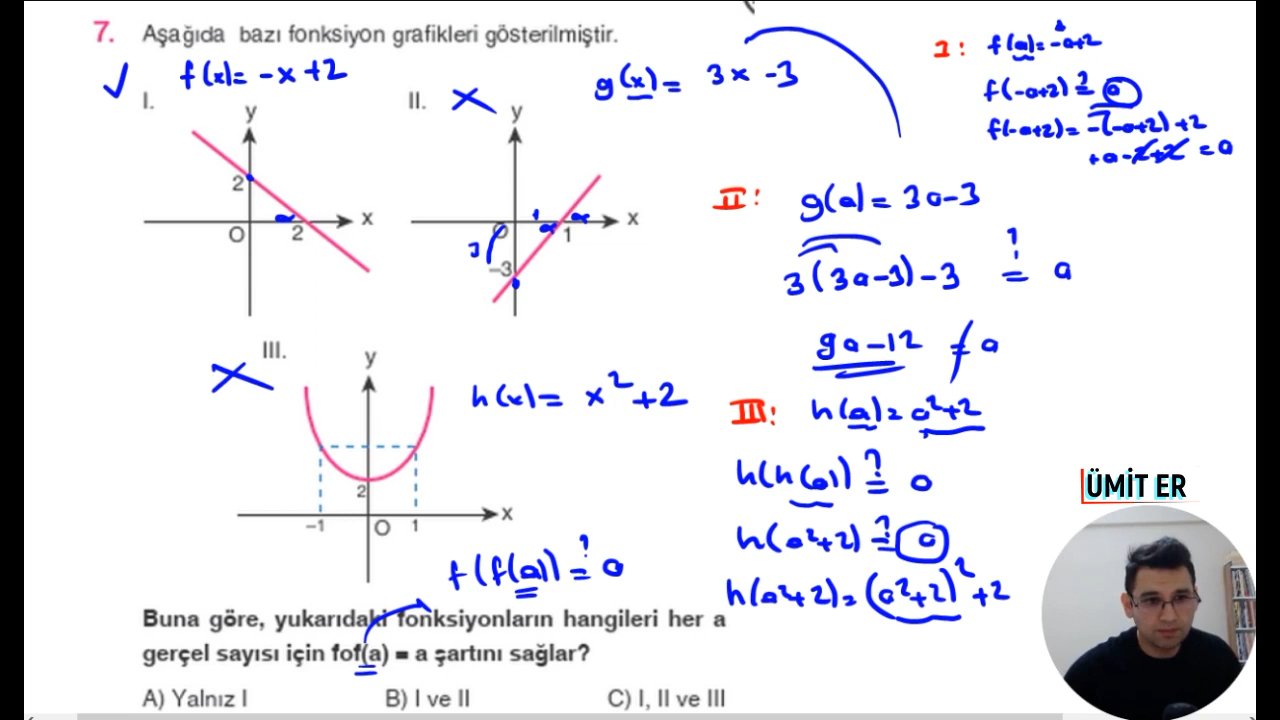 7. Aşağıda bazı fonksiyon grafikleri gösterilmiştir.
✓ f(x) = -x+2
I.
y
2
O
2
x
II.
g(x) = 3x-3
y
1
O
1
x
3
-3
III.
y
h(x) = x²+2
2
-1
O
1
x
f(f(a)) ?= a
I: f(a) = -a+2
f(-a+2) ?= a
f(-a+2) = -(-a+2)+2
+a-2+2 = a
II: g(a) = 3a-3
3(3a-3)-3 ?= a
9a-12 ≠ a
III: h(a) = a²+2
h(h(a)) ?= a
h(a²+2) ?= a
h(a²+2) = (a²+2)²+2
ÜMİT ER
Buna göre, yukarıdaki fonksiyonların hangileri her a
gerçel sayısı için fof(a) = a şartını sağlar?
A) Yalnız I B) I ve II C) I, II ve III